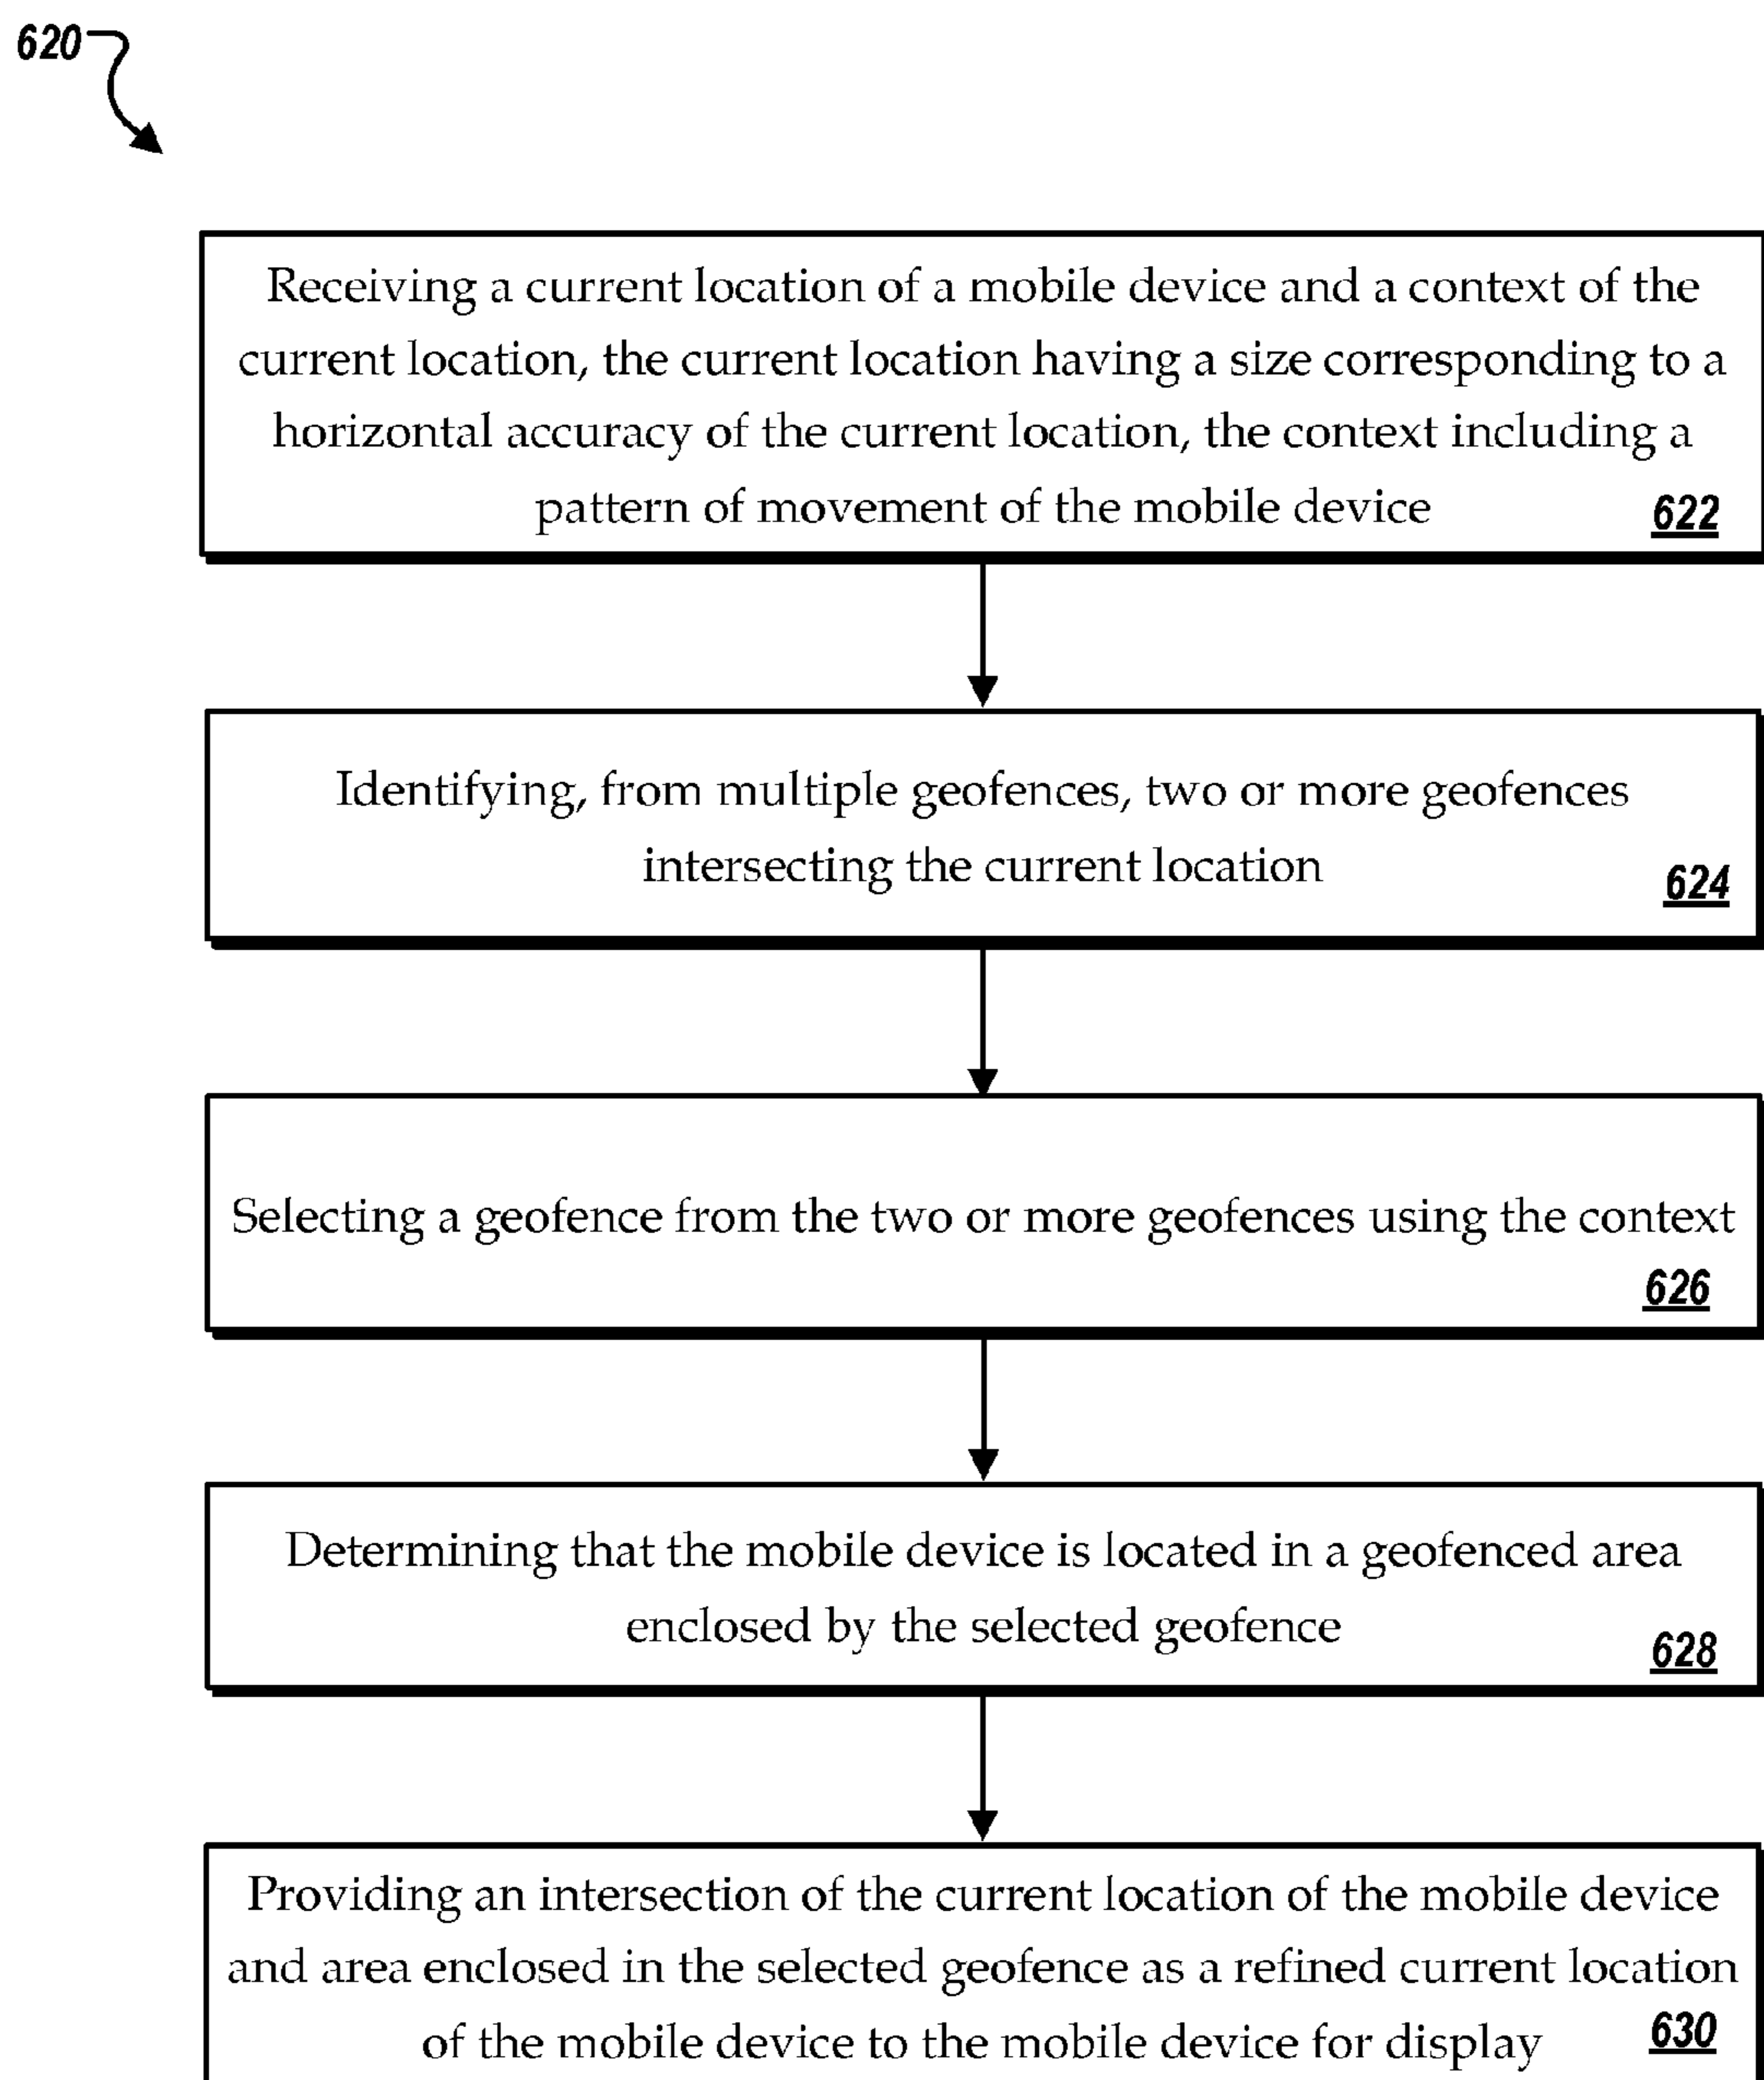 620
Receiving a current location of a mobile device and a context of the
current location, the current location having a size corresponding to a
horizontal accuracy of the current location, the context including a
pattern of movement of the mobile device
622
Identifying, from multiple geofences, two or more geofences
intersecting the current location
624
Selecting a geofence from the two or more geofences using the context
626
Determining that the mobile device is located in a geofenced area
enclosed by the selected geofence
628
Providing an intersection of the current location of the mobile device
and area enclosed in the selected geofence as a refined current location
of the mobile device to the mobile device for display
630